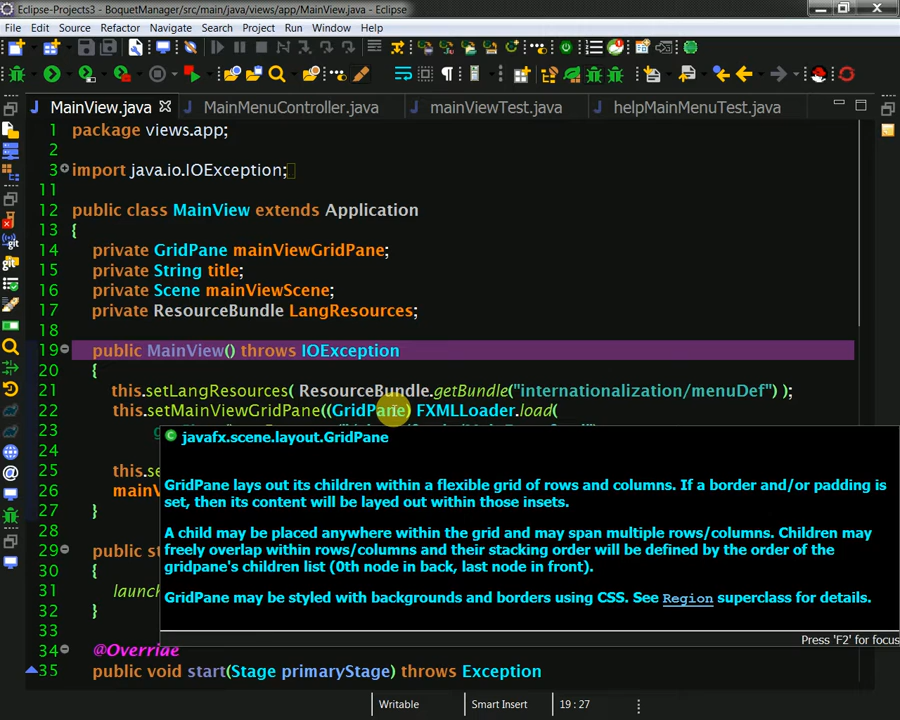 Eclipse-Projects3 - BoquetManager/src/main/java/views/app/MainView.java - Eclipse
File Edit Source Refactor Navigate Search Project Run Window Help
MainView.java MainMenuController.java mainViewTest.java helpMainMenuTest.java
1 package views.app;
2
3 import java.io.IOException;
11
12 public class MainView extends Application
13 {
14 private GridPane mainViewGridPane;
15 private String title;
16 private Scene mainViewScene;
17 private ResourceBundle LangResources;
18
19 public MainView() throws IOException
20 {
21 this.setLangResources( ResourceBundle.getBundle("internationalization/menuDef") );
22 this.setMainViewGridPane((GridPane) FXMLLoader.load(
23
javafx.scene.layout.GridPane
24
GridPane lays out its children within a flexible grid of rows and columns. If a border and/or padding is
set, then its content will be layed out within those insets.
25 this.se
26 mainV
27 }
28
29 public st
30 {
31 launch
32 }
33
A child may be placed anywhere within the grid and may span multiple rows/columns. Children may
freely overlap within rows/columns and their stacking order will be defined by the order of the
gridpane's children list (0th node in back, last node in front).
GridPane may be styled with backgrounds and borders using CSS. See Region superclass for details.
Press 'F2' for focus
34 @Override
35 public void start(Stage primaryStage) throws Exception
Writable Smart Insert 19 : 27